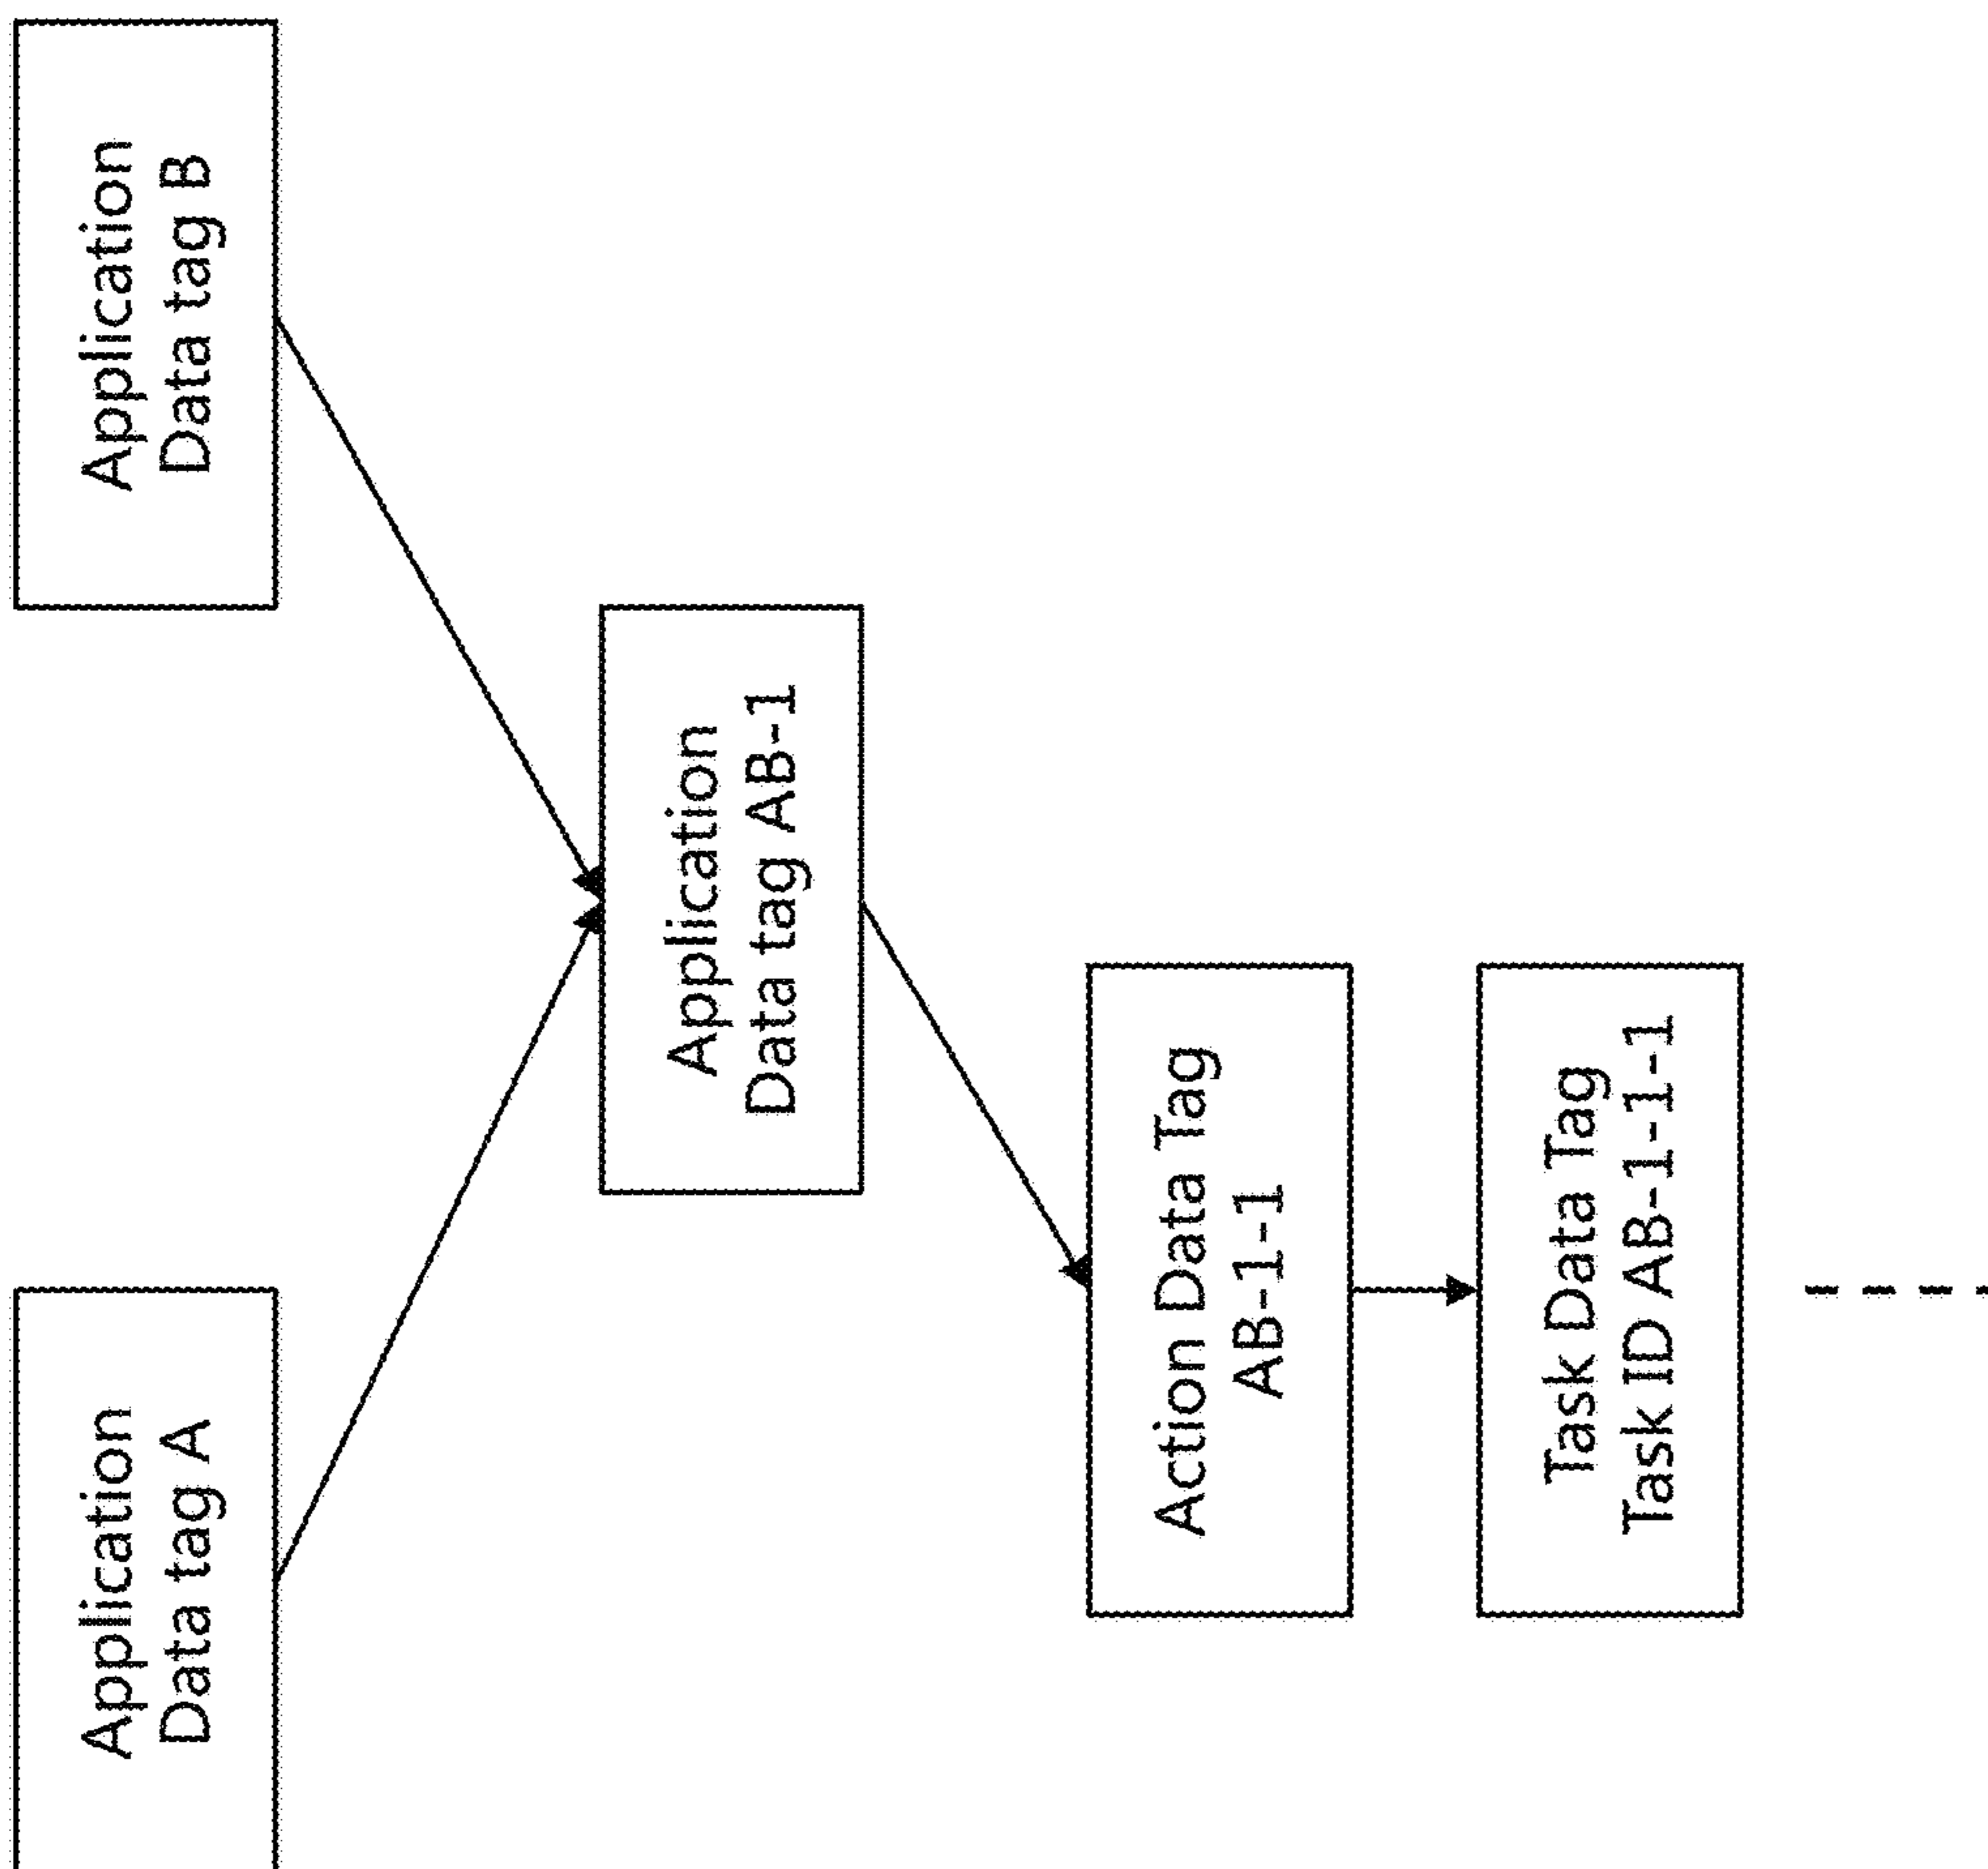 Application
Data tag A
Application
Data tag B
Application
Data tag AB-1
Action Data Tag
AB-1-1
Task Data Tag
Task ID AB-1-1-1